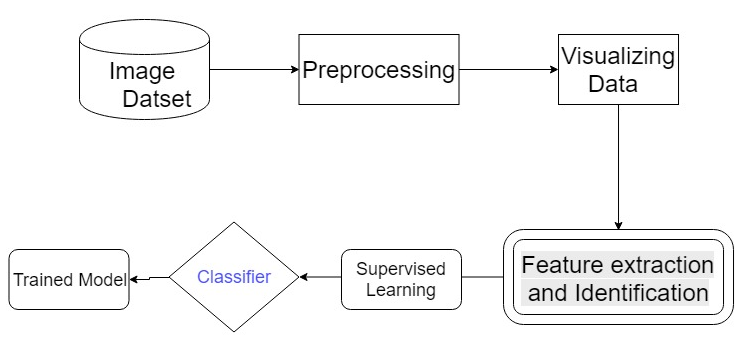 Image
Datset
Preprocessing
Visualizing
Data
Feature extraction
and Identification
Supervised
Learning
Classifier
Trained Model